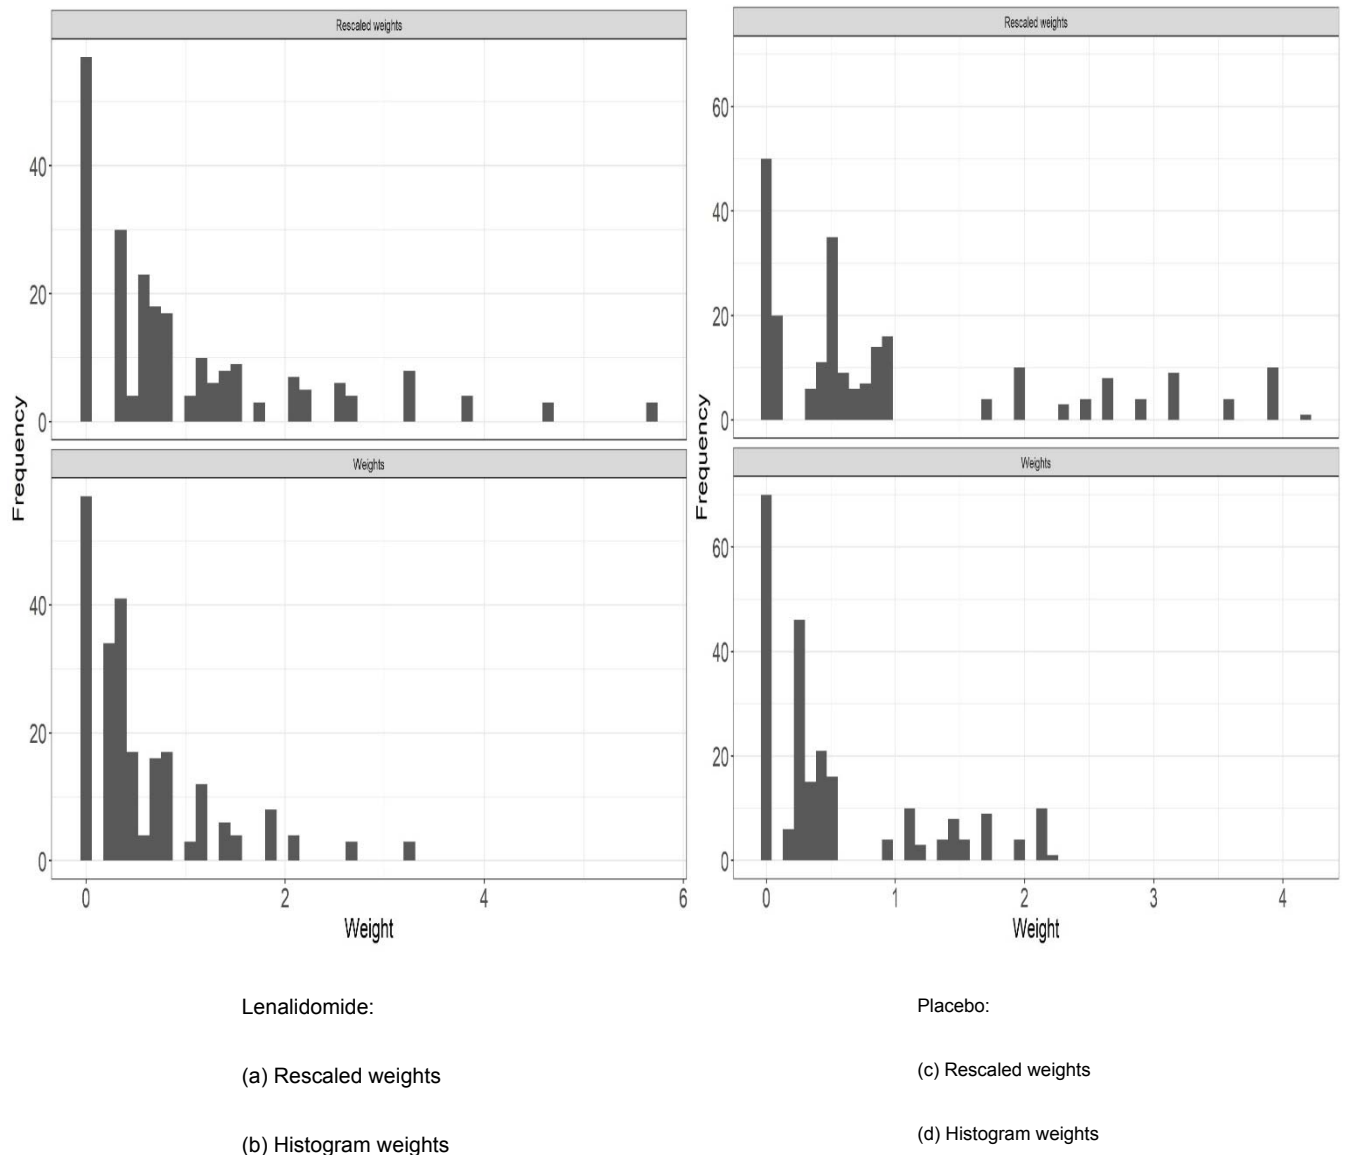 Rescaled weights
40
20
0
Weights
40
20
0
0 2 4 6
Weight
Frequency
Rescaled weights
60
40
20
0
Weights
60
40
20
0
0 1 2 3 4
Weight
Frequency
Lenalidomide:
(a) Rescaled weights
(b) Histogram weights
Placebo:
(c) Rescaled weights
(d) Histogram weights